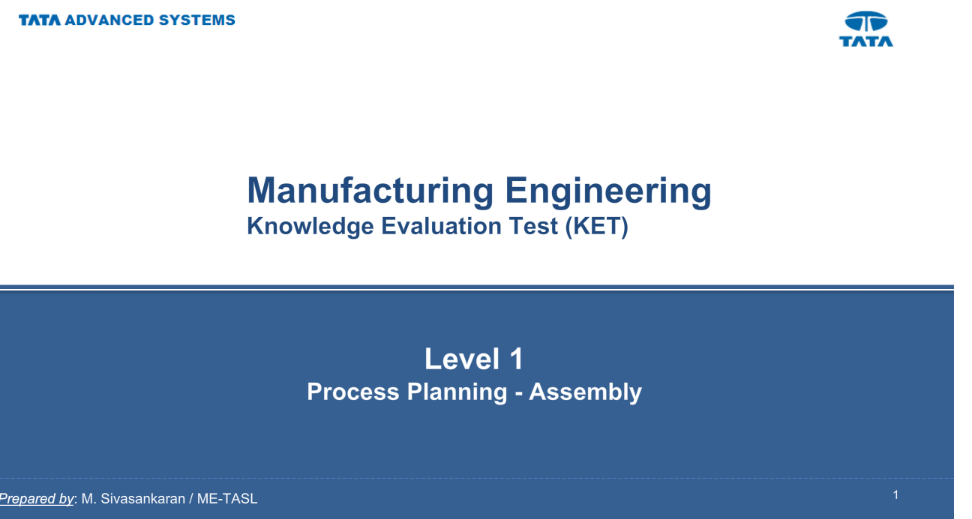 TATA ADVANCED SYSTEMS
TATA
Manufacturing Engineering
Knowledge Evaluation Test (KET)
Level 1
Process Planning - Assembly
Prepared by: M. Sivasankaran / ME-TASL
1